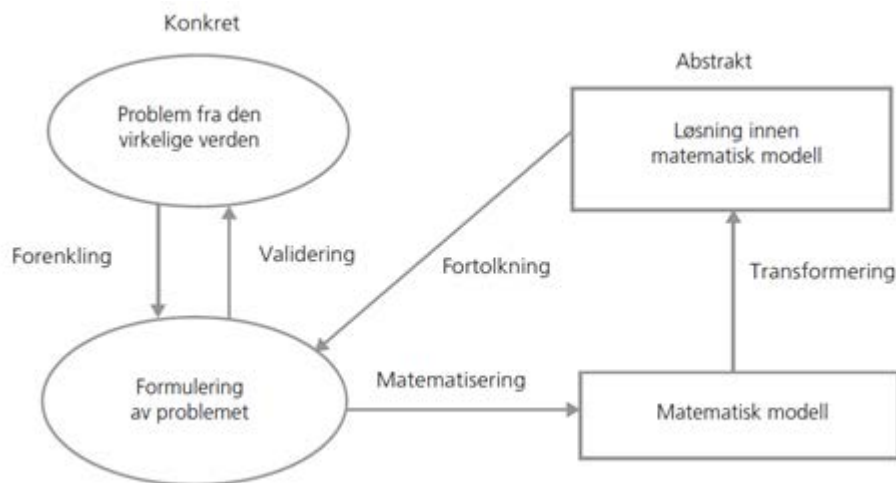 Konkret
Abstrakt
Problem fra den
virkelige verden
Løsning innen
matematisk modell
Forenkling
Validering
Fortolkning
Transformering
Formulering
av problemet
Matematisering
Matematisk modell